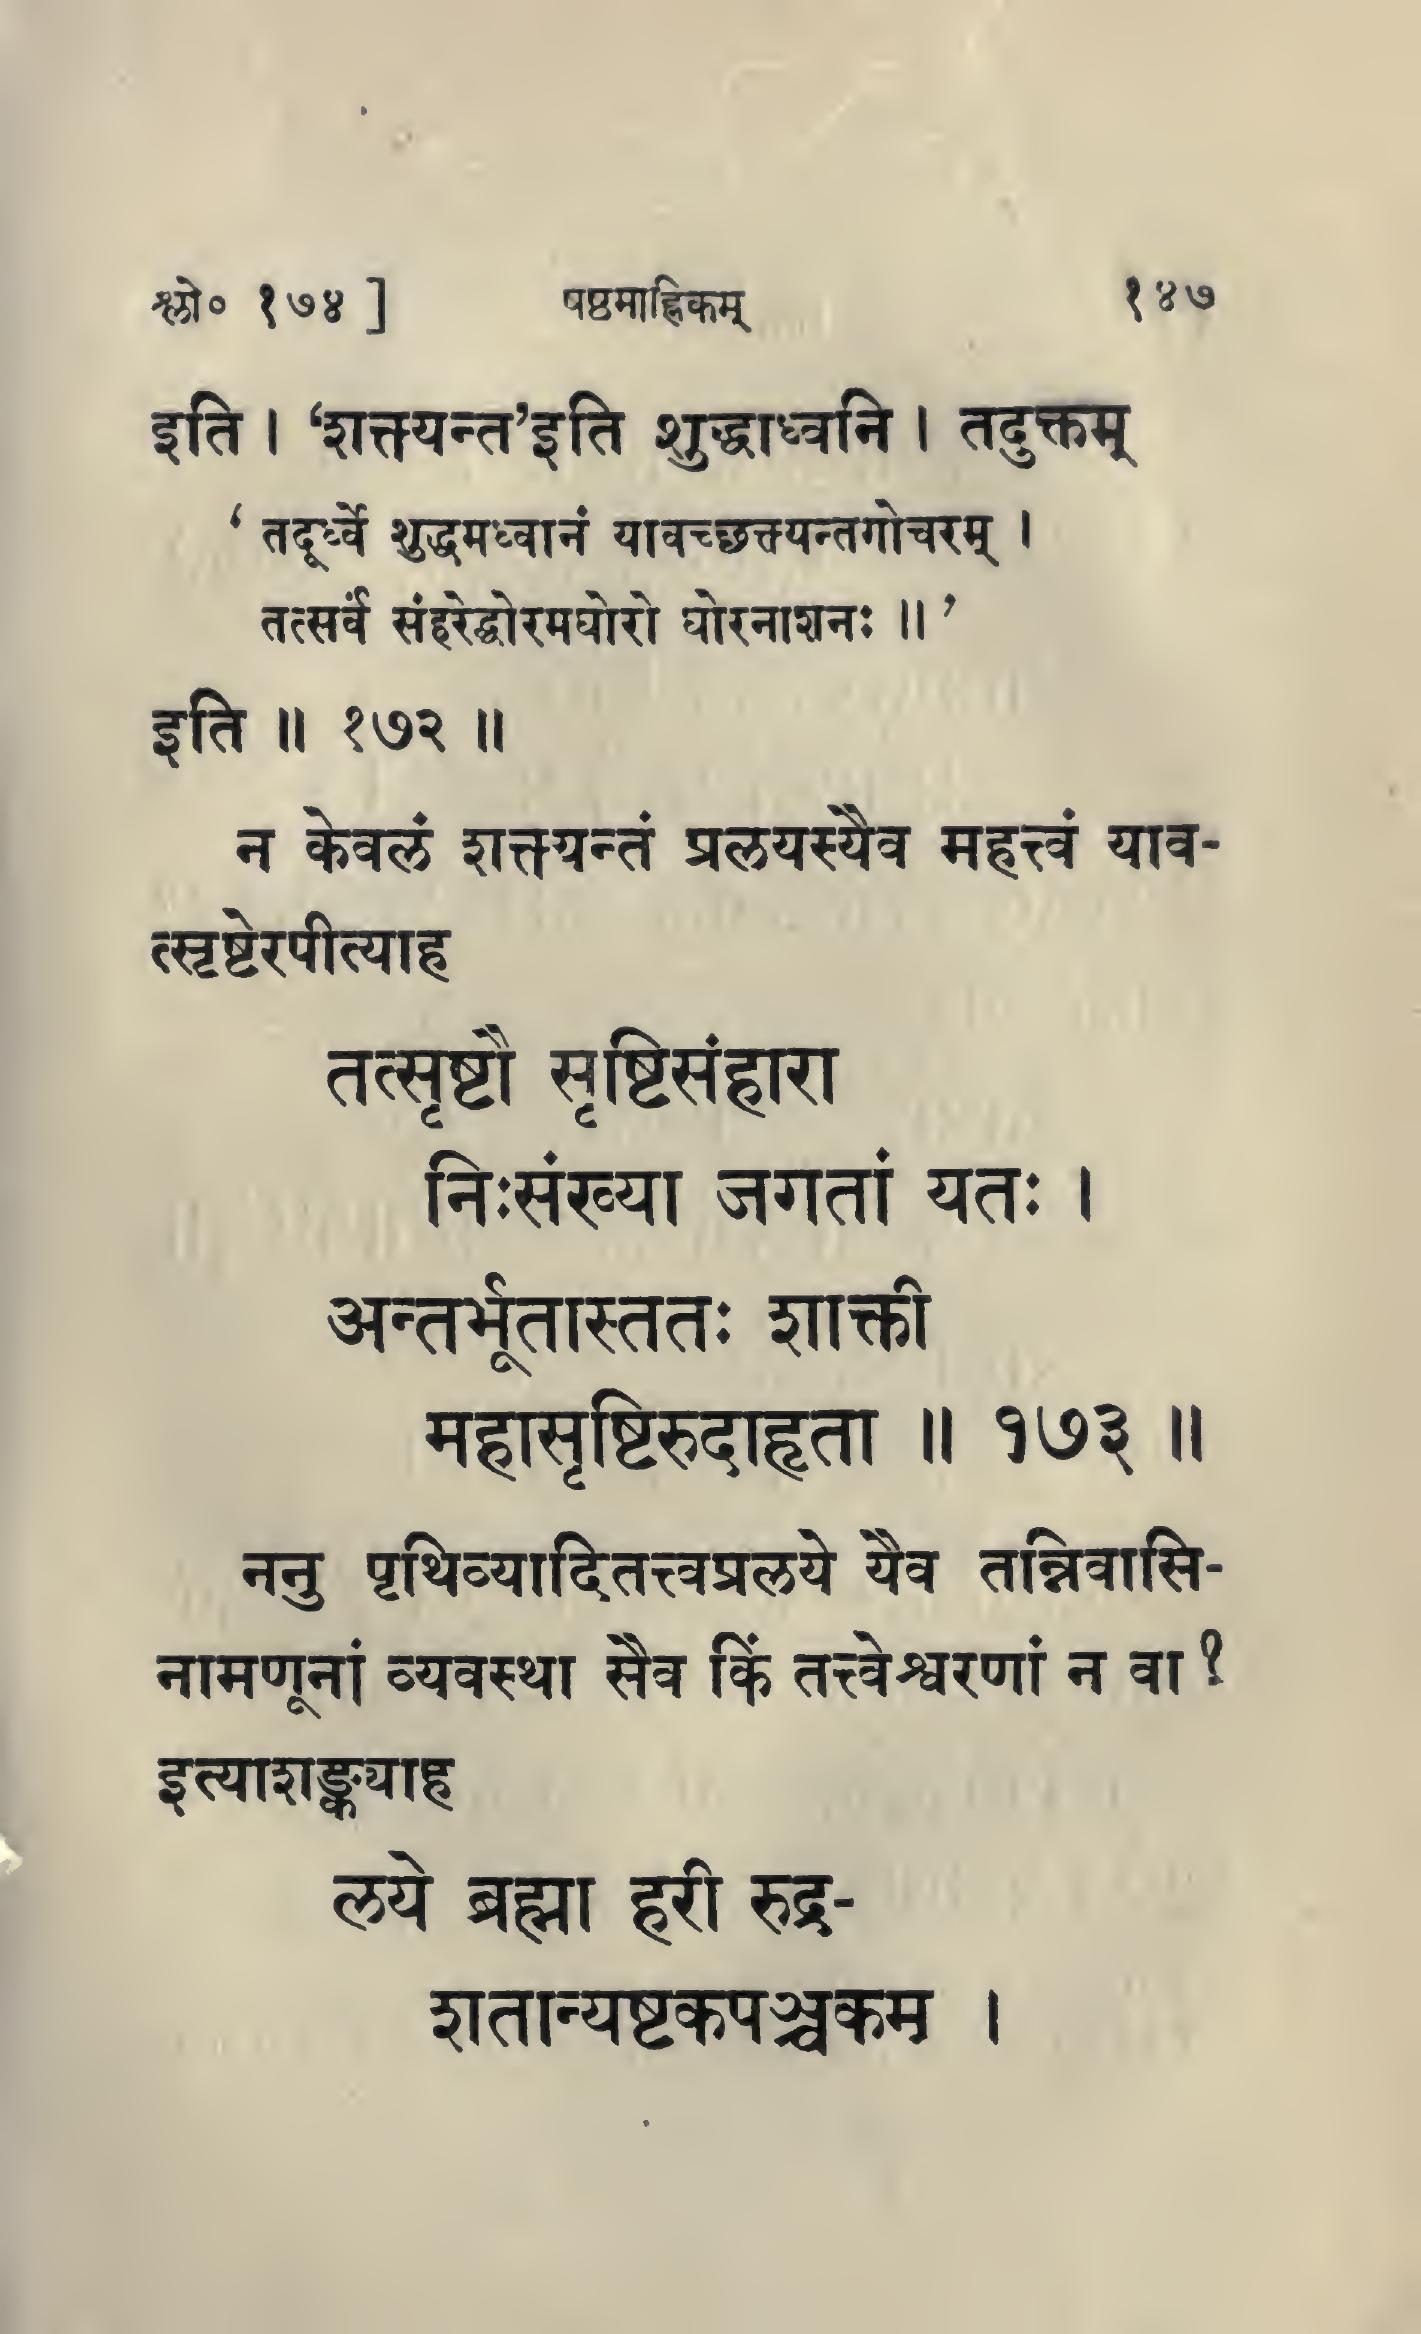 श्लो० १७४ ] षष्ठमाह्निकम् १४७
इति । ‘शक्त्यन्त’इति शुद्धाध्वनि । तदुक्तम्
‘ तदूर्ध्वे शुद्धमध्वानं यावच्छक्त्यन्तगोचरम् ।
तत्सर्वं संहरेद्घोरमघोरो घोरनाशनः ॥ ’
इति ॥ १७२ ॥
न केवलं शक्त्यन्तं प्रलयस्यैव महत्त्वं याव-
त्सृष्टेरपीत्याह
तत्सृष्टौ सृष्टिसंहारा
निःसंख्या जगतां यतः ।
अन्तर्भूतास्ततः शाक्ती
महासृष्टिरुदाहृता ॥ १७३ ॥
ननु पृथिव्यादितत्त्वप्रलये यैव तन्निवासि-
नामणूनां व्यवस्था सैव किं तत्त्वेश्वरणां न वा ?
इत्याशङ्क्याह
लये ब्रह्मा हरी रुद्र-
शतान्यष्टकपञ्चकम ।